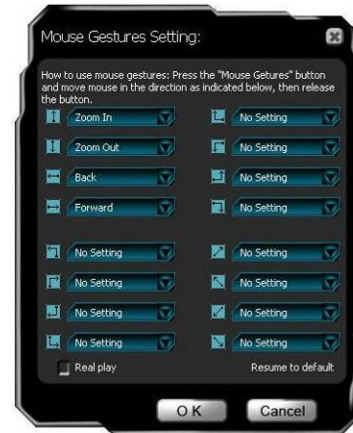 Mouse Gestures Setting:
How to use mouse gestures: Press the "Mouse Getures" button
and move mouse in the direction as indicated below, then release
the button.
Zoom In No Setting
Zoom Out No Setting
Back No Setting
Forward No Setting
No Setting No Setting
No Setting No Setting
No Setting No Setting
No Setting No Setting
Real play Resume to default
OK Cancel